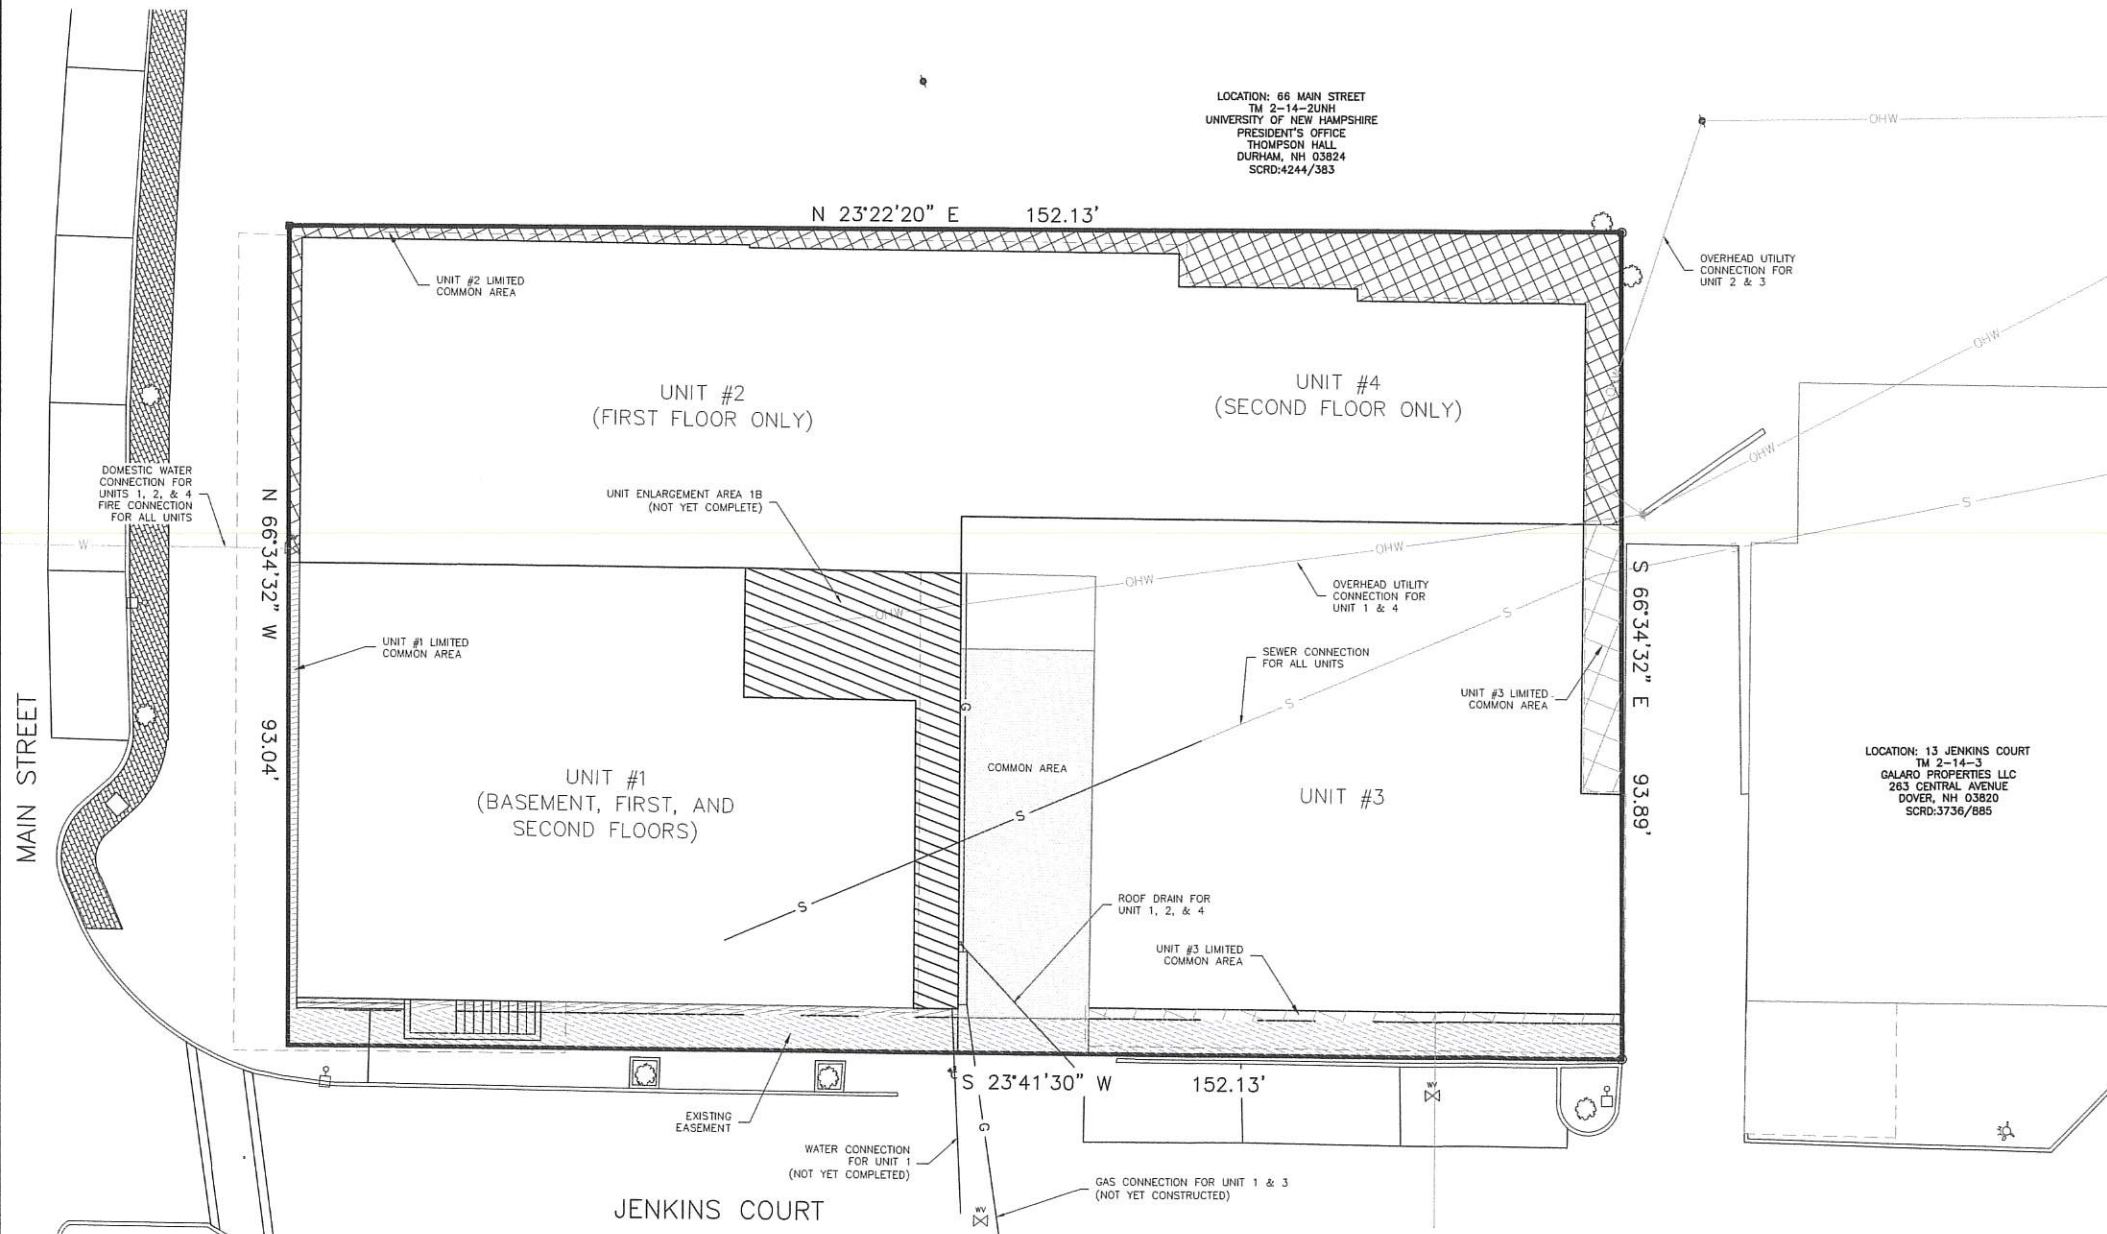 LOCATION: 66 MAIN STREET
TM 2-14-2UNH
UNIVERSITY OF NEW HAMPSHIRE
PRESIDENT'S OFFICE
THOMPSON HALL
DURHAM, NH 03824
SCRD:4244/383
OHW
N 23°22'20" E 152.13'
OVERHEAD UTILITY
CONNECTION FOR
UNIT 2 & 3
UNIT #2 LIMITED
COMMON AREA
OHW
OHW
UNIT #2
(FIRST FLOOR ONLY)
UNIT #4
(SECOND FLOOR ONLY)
OHW
DOMESTIC WATER
CONNECTION FOR
UNITS 1, 2, & 4
FIRE CONNECTION
FOR ALL UNITS
UNIT ENLARGEMENT AREA 1B
(NOT YET COMPLETE)
S
W
N 66°34'32" W 93.04'
OHW
S
OHW
OHW
OVERHEAD UTILITY
CONNECTION FOR
UNIT 1 & 4
S
S 66°34'32" E 93.89'
UNIT #1 LIMITED
COMMON AREA
SEWER CONNECTION
FOR ALL UNITS
UNIT #3 LIMITED
COMMON AREA
G
S
MAIN STREET
LOCATION: 13 JENKINS COURT
TM 2-14-3
GALARO PROPERTIES LLC
263 CENTRAL AVENUE
DOVER, NH 03820
SCRD:3736/885
COMMON AREA
UNIT #1
(BASEMENT, FIRST, AND
SECOND FLOORS)
UNIT #3
S
S
ROOF DRAIN FOR
UNIT 1, 2, & 4
UNIT #3 LIMITED
COMMON AREA
S 23°41'30" W 152.13'
WV
EXISTING
EASEMENT
G
WATER CONNECTION
FOR UNIT 1
(NOT YET COMPLETED)
GAS CONNECTION FOR UNIT 1 & 3
(NOT YET CONSTRUCTED)
JENKINS COURT
WV